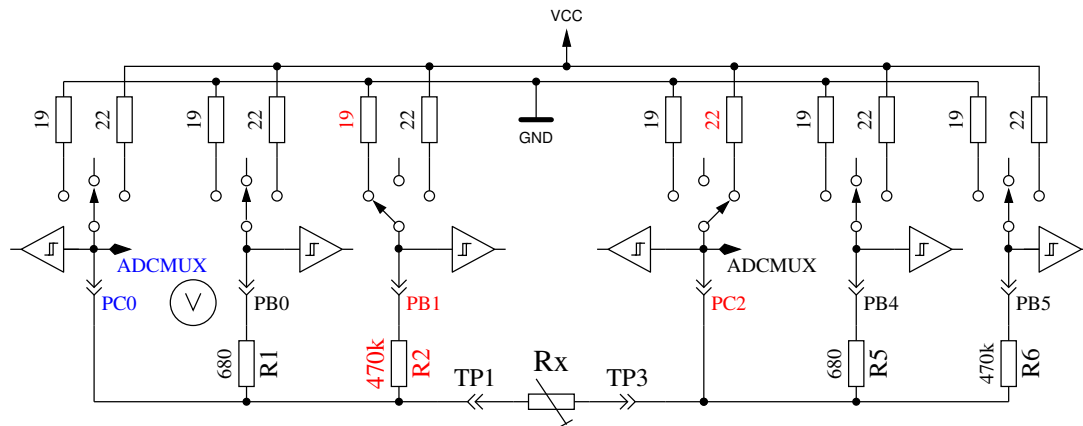 VCC
19
22
19
22
19
22
GND
19
22
19
22
19
22
ADCMUX
ADCMUX
PC0
V
PB0
PB1
PC2
PB4
PB5
680
R1
470k
R2
TP1
Rx
TP3
680
R5
470k
R6